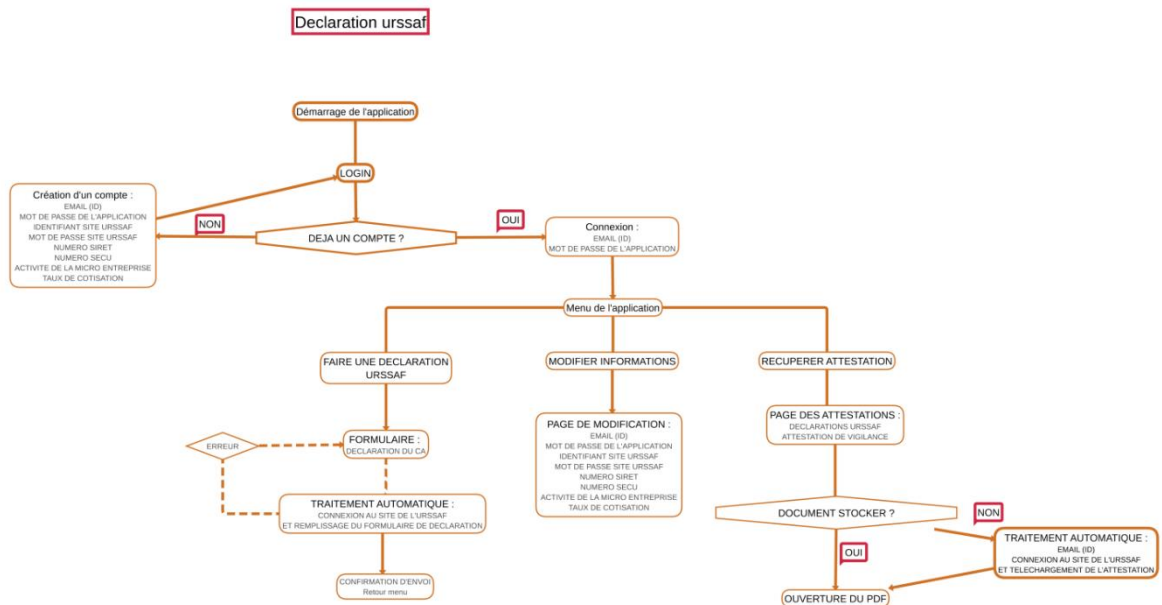 Declaration urssaf
Démarrage de l'application
LOGIN
Création d'un compte :
EMAIL (ID)
MOT DE PASSE DE L'APPLICATION
IDENTIFIANT SITE URSSAF
MOT DE PASSE SITE URSSAF
NUMERO SIRET
NUMERO SECU
ACTIVITE DE LA MICRO ENTREPRISE
TAUX DE COTISATION
NON
DEJA UN COMPTE ?
OUI
Connexion :
EMAIL (ID)
MOT DE PASSE DE L'APPLICATION
Menu de l'application
FAIRE UNE DECLARATION
URSSAF
MODIFIER INFORMATIONS
RECUPERER ATTESTATION
ERREUR
FORMULAIRE :
DECLARATION DU CA
TRAITEMENT AUTOMATIQUE :
CONNEXION AU SITE DE L'URSSAF
ET REMPLISSAGE DU FORMULAIRE DE DECLARATION
CONFIRMATION D'ENVOI
Retour menu
PAGE DE MODIFICATION :
EMAIL (ID)
MOT DE PASSE DE L'APPLICATION
IDENTIFIANT SITE URSSAF
MOT DE PASSE SITE URSSAF
NUMERO SIRET
NUMERO SECU
ACTIVITE DE LA MICRO ENTREPRISE
TAUX DE COTISATION
PAGE DES ATTESTATIONS :
DECLARATIONS URSSAF
ATTESTATION DE VIGILANCE
DOCUMENT STOCKER ?
NON
OUI
TRAITEMENT AUTOMATIQUE :
EMAIL (ID)
CONNEXION AU SITE DE L'URSSAF
ET TELECHARGEMENT DE L'ATTESTATION
OUVERTURE DU PDF